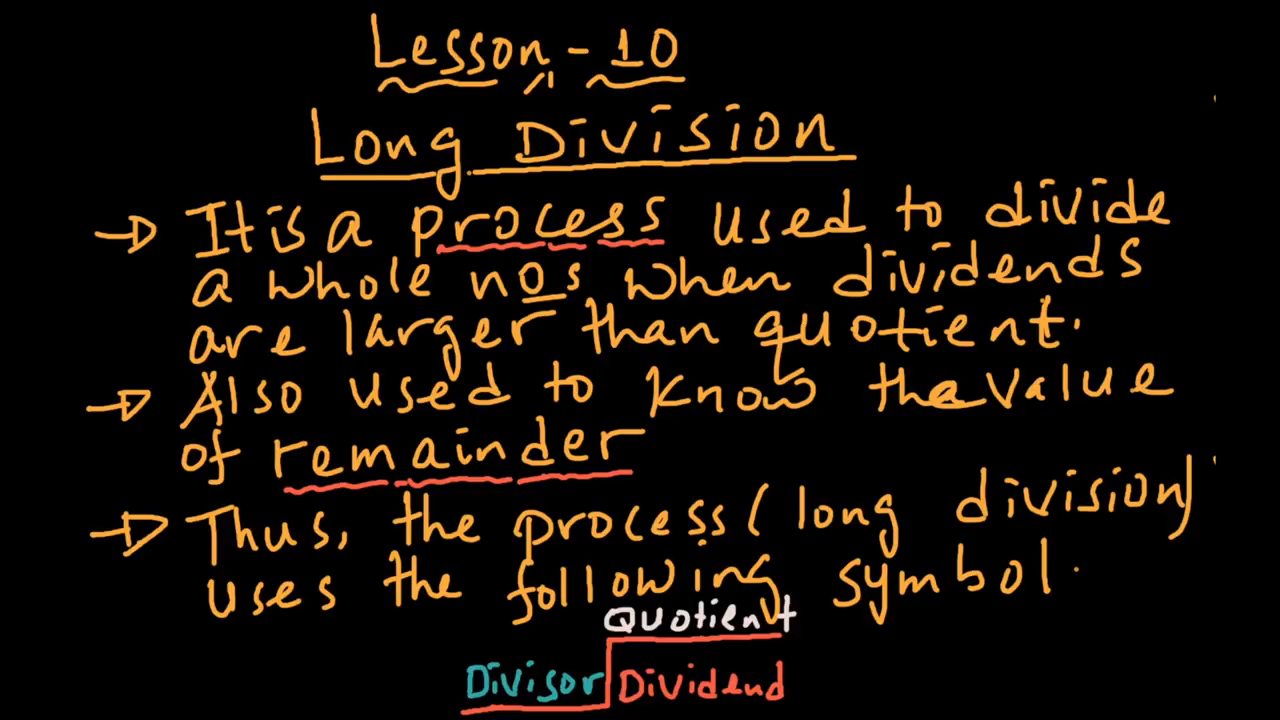 Lesson - 10
Long Division
→ It is a process used to divide
a whole nos when dividends
are larger than quotient.
→ Also used to know the value
of remainder
→ Thus, the process (long division)
uses the following symbol.
Quotient
Divisor Dividend